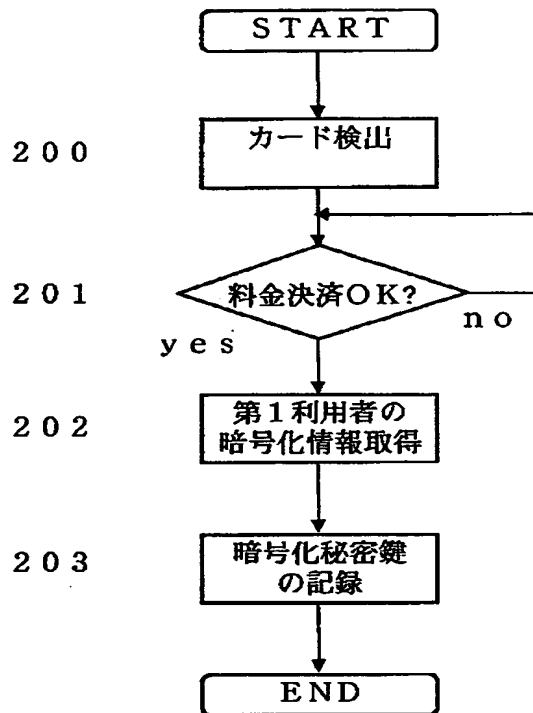 START
200
カード検出
201
料金決済OK?
no
yes
202
第1利用者の
暗号化情報取得
203
暗号化秘密鍵
の記録
END